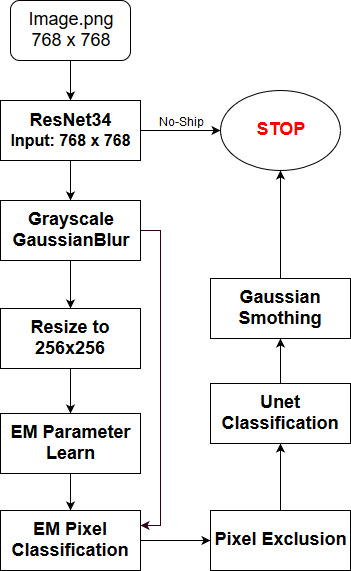 Image.png
768 x 768
ResNet34
Input: 768 x 768
No-Ship
STOP
Grayscale
GaussianBlur
Resize to
256x256
EM Parameter
Learn
EM Pixel
Classification
Pixel Exclusion
Unet
Classification
Gaussian
Smothing